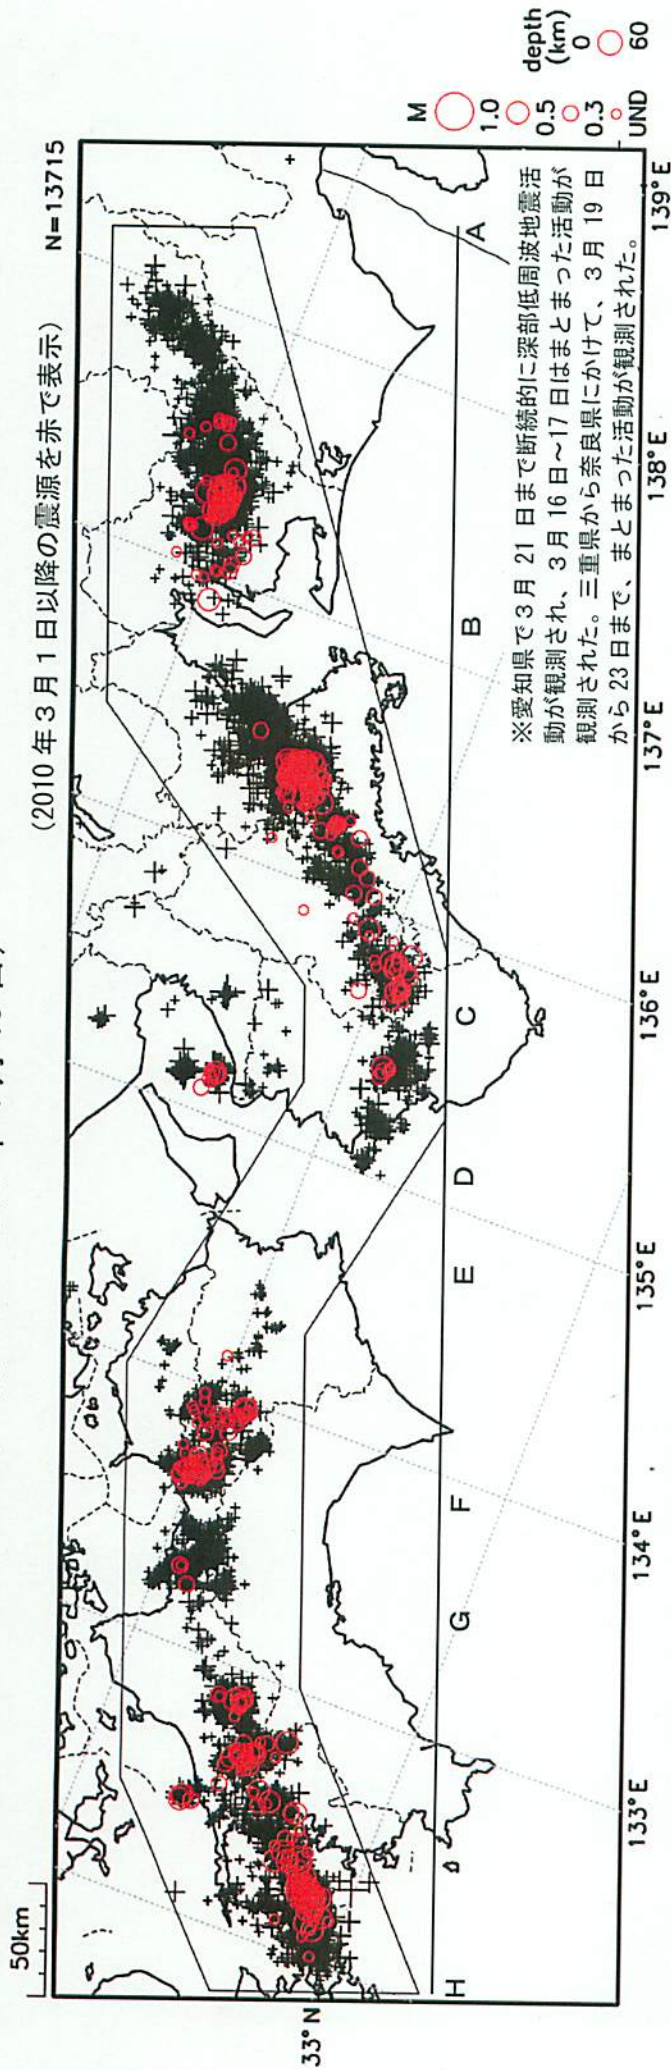 (2010年3月1日以降の震源を赤で表示)
N=13715
50km
33°N
H
G
F
E
D
C
B
A
※愛知県で3月 21 日まで断続的に深部低周波地震活
動が観測され、3月 16 日~17 日はまとまった活動が
観測された。三重県から奈良県にかけて、3月 19 日
から 23 日まで、まとまった活動が観測された。
133°E
134°E
135°E
136°E
137°E
138°E
139°E
M
1.0
0.5
0.3
UND
depth
(km)
0
60